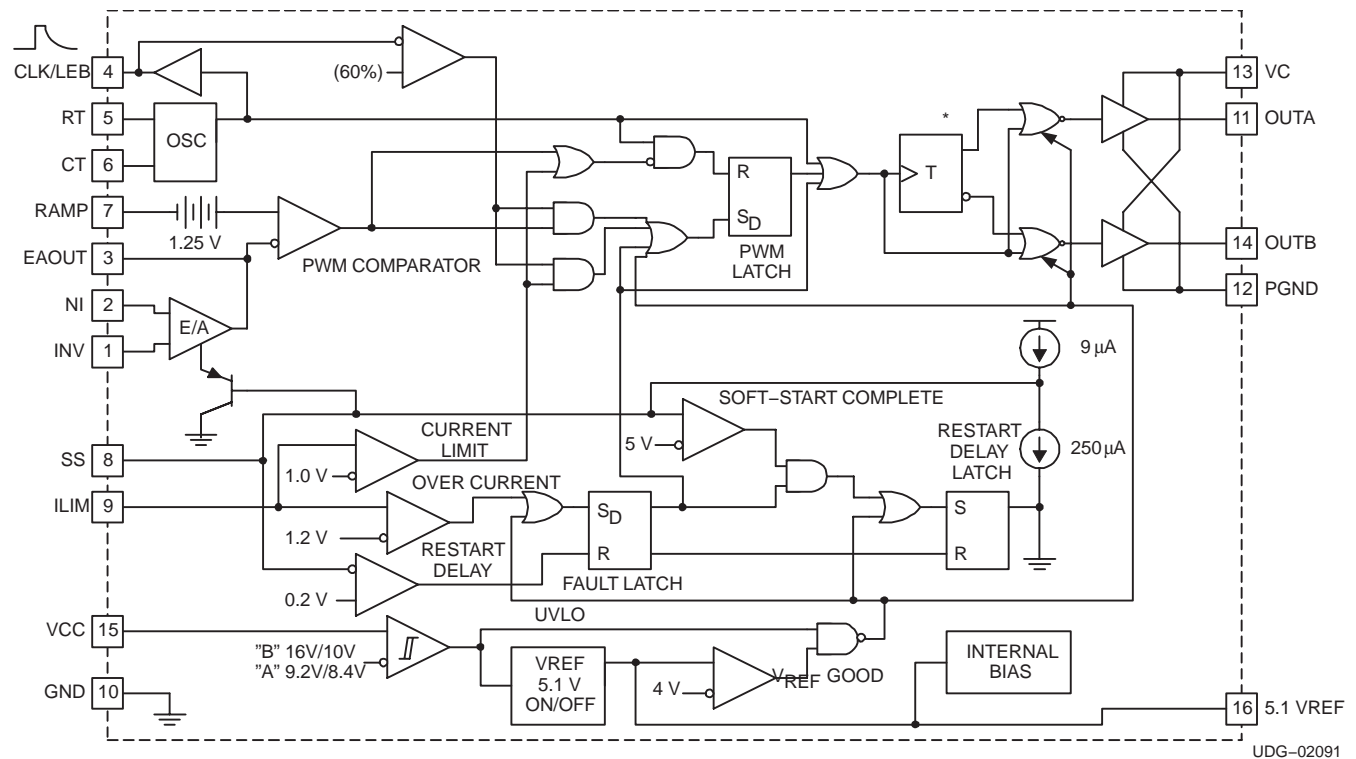 CLK/LEB 4
(60%)
13 VC
RT 5
OSC
*
11 OUTA
CT 6
R
T
RAMP 7
SD
1.25 V
EAOUT 3
PWM COMPARATOR
PWM
LATCH
14 OUTB
NI 2
12 PGND
E/A
INV 1
9 µA
SOFT–START COMPLETE
CURRENT
LIMIT
5 V
RESTART
DELAY
LATCH
250 µA
SS 8
1.0 V
OVER CURRENT
ILIM 9
SD
S
1.2 V
RESTART
DELAY
R
R
FAULT LATCH
0.2 V
UVLO
VCC 15
"B" 16V/10V
"A" 9.2V/8.4V
VREF
5.1 V
ON/OFF
4 V
VREF GOOD
INTERNAL
BIAS
GND 10
16 5.1 VREF
UDG–02091